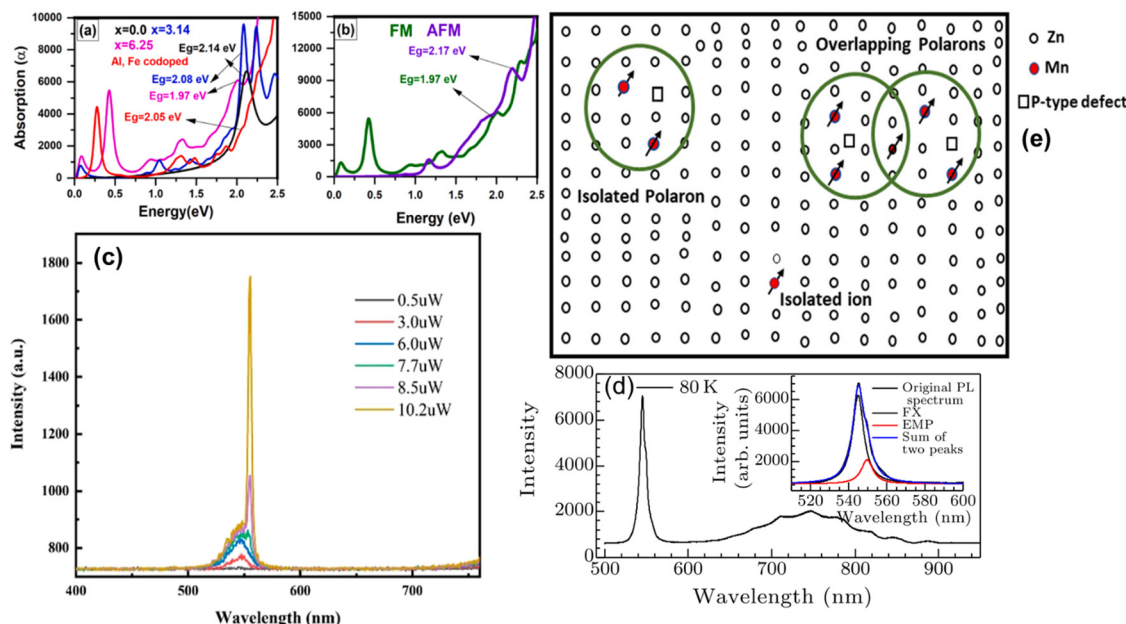 (a) x=0.0 x=3.14
x=6.25
Eg=2.14 eV
Al, Fe codoped
Eg=2.08 eV
Eg=1.97 eV
Eg=2.05 eV
Absorption (α)
10000
8000
6000
4000
2000
0
0.0 0.5 1.0 1.5 2.0 2.5
Energy(eV)
(b) FM AFM
Eg=2.17 eV
Eg=1.97 eV
15000
12000
9000
6000
3000
0
0.0 0.5 1.0 1.5 2.0 2.5
Energy (eV)
Overlapping Polarons
Isolated Polaron
Isolated ion
Zn
Mn
P-type defect
(e)
(c)
1800
1600
1400
1200
1000
800
Intensity (a.u.)
0.5uW
3.0uW
6.0uW
7.7uW
8.5uW
10.2uW
400 500 600 700
Wavelength (nm)
(d) 80 K
8000
6000
4000
2000
0
Intensity
500 600 700 800 900
Wavelength (nm)
Intensity
(arb. units)
6000
4000
2000
Original PL
spectrum
FX
EMP
Sum of
two peaks
520 540 560 580 600
Wavelength (nm)